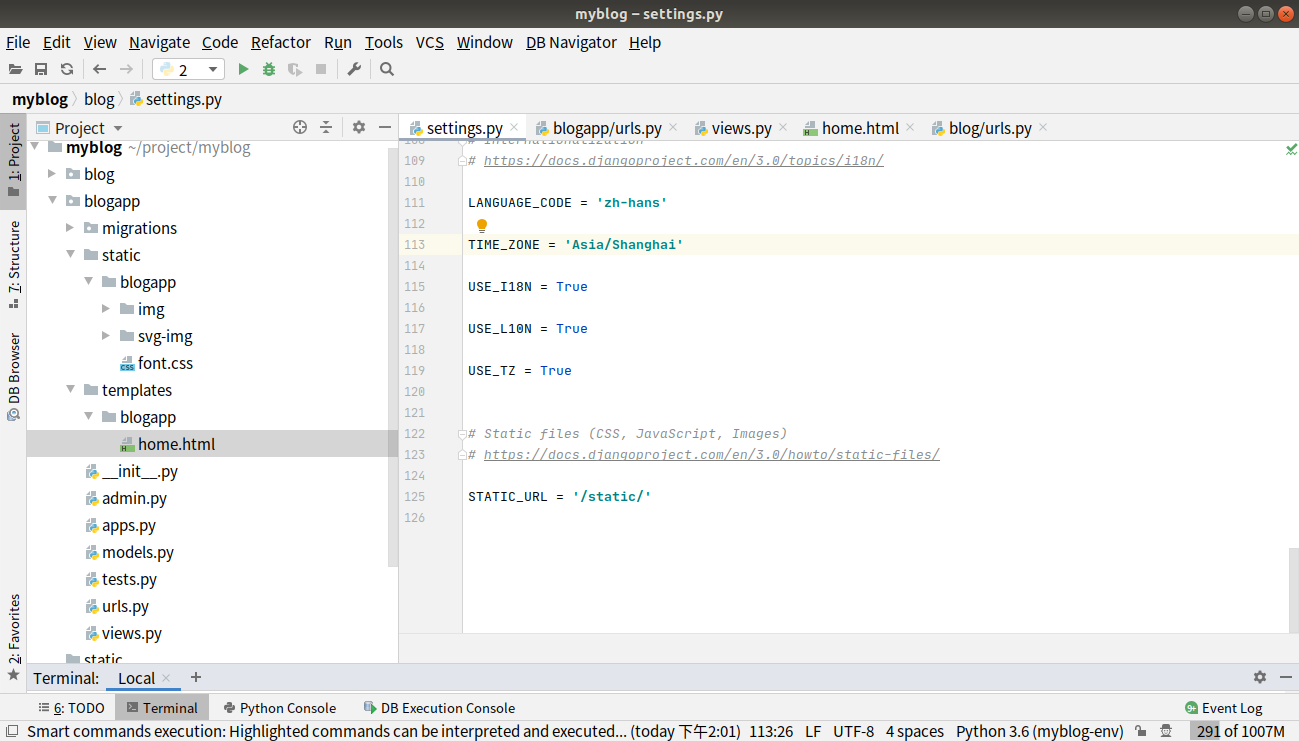 myblog – settings.py
File Edit View Navigate Code Refactor Run Tools VCS Window DB Navigator Help
2
myblog blog settings.py
1: Project
7: Structure
DB Browser
2: Favorites
Project
myblog ~/project/myblog
blog
blogapp
migrations
static
blogapp
img
svg-img
font.css
templates
blogapp
home.html
__init__.py
admin.py
apps.py
models.py
tests.py
urls.py
views.py
static
settings.py blogapp/urls.py views.py home.html blog/urls.py
108 # Internationalization
109 # https://docs.djangoproject.com/en/3.0/topics/i18n/
110
111 LANGUAGE_CODE = 'zh-hans'
112
113 TIME_ZONE = 'Asia/Shanghai'
114
115 USE_I18N = True
116
117 USE_L10N = True
118
119 USE_TZ = True
120
121
122 # Static files (CSS, JavaScript, Images)
123 # https://docs.djangoproject.com/en/3.0/howto/static-files/
124
125 STATIC_URL = '/static/'
126
Terminal: Local +
6: TODO Terminal Python Console DB Execution Console 9+ Event Log
Smart commands execution: Highlighted commands can be interpreted and executed... (today 下午2:01) 113:26 LF UTF-8 4 spaces Python 3.6 (myblog-env) 291 of 1007M